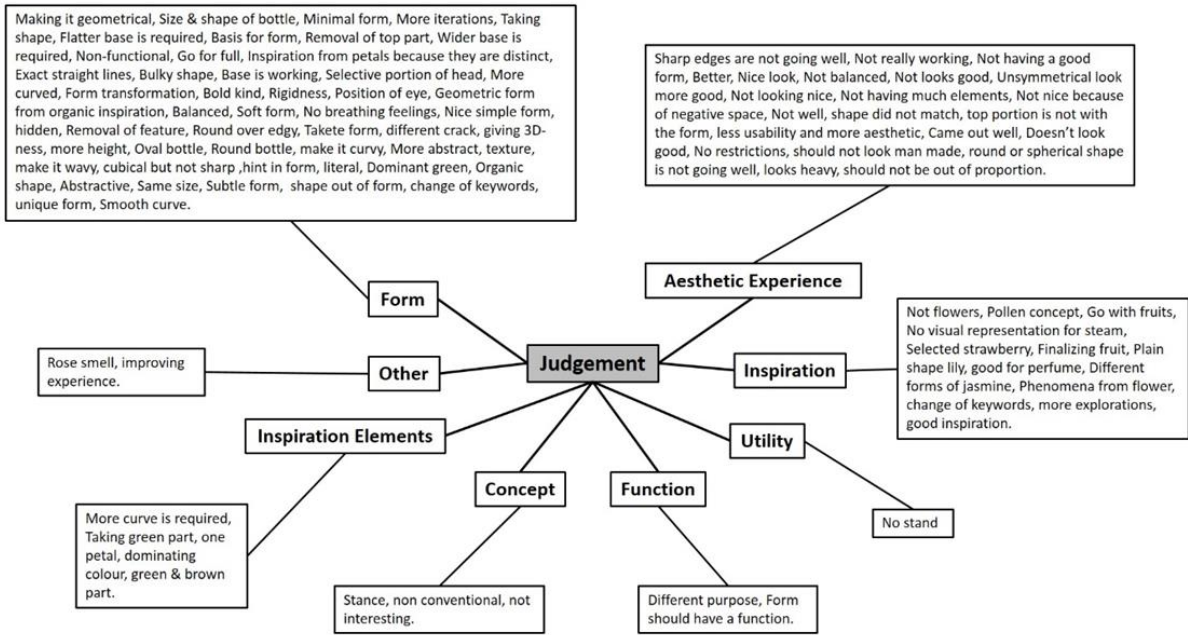 Making it geometrical, Size & shape of bottle, Minimal form, More iterations, Taking
shape, Flatter base is required, Basis for form, Removal of top part, Wider base is
required, Non-functional, Go for full, Inspiration from petals because they are distinct,
Exact straight lines, Bulky shape, Base is working, Selective portion of head, More
curved, Form transformation, Bold kind, Rigidness, Position of eye, Geometric form
from organic inspiration, Balanced, Soft form, No breathing feelings, Nice simple form,
hidden, Removal of feature, Round over edgy, Takete form, different crack, giving 3D-
ness, more height, Oval bottle, Round bottle, make it curvy, More abstract, texture,
make it wavy, cubical but not sharp ,hint in form, literal, Dominant green, Organic
shape, Abstractive, Same size, Subtle form, shape out of form, change of keywords,
unique form, Smooth curve.
Sharp edges are not going well, Not really working, Not having a good
form, Better, Nice look, Not balanced, Not looks good, Unsymmetrical look
more good, Not looking nice, Not having much elements, Not nice because
of negative space, Not well, shape did not match, top portion is not with
the form, less usability and more aesthetic, Came out well, Doesn't look
good, No restrictions, should not look man made, round or spherical shape
is not going well, looks heavy, should not be out of proportion.
Form
Aesthetic Experience
Other
Rose smell, improving
experience.
Judgement
Inspiration
Not flowers, Pollen concept, Go with fruits,
No visual representation for steam,
Selected strawberry, Finalizing fruit, Plain
shape lily, good for perfume, Different
forms of jasmine, Phenomena from flower,
change of keywords, more explorations,
good inspiration.
Inspiration Elements
Utility
Concept
Function
More curve is required,
Taking green part, one
petal, dominating
colour, green & brown
part.
No stand
Stance, non conventional, not
interesting.
Different purpose, Form
should have a function.